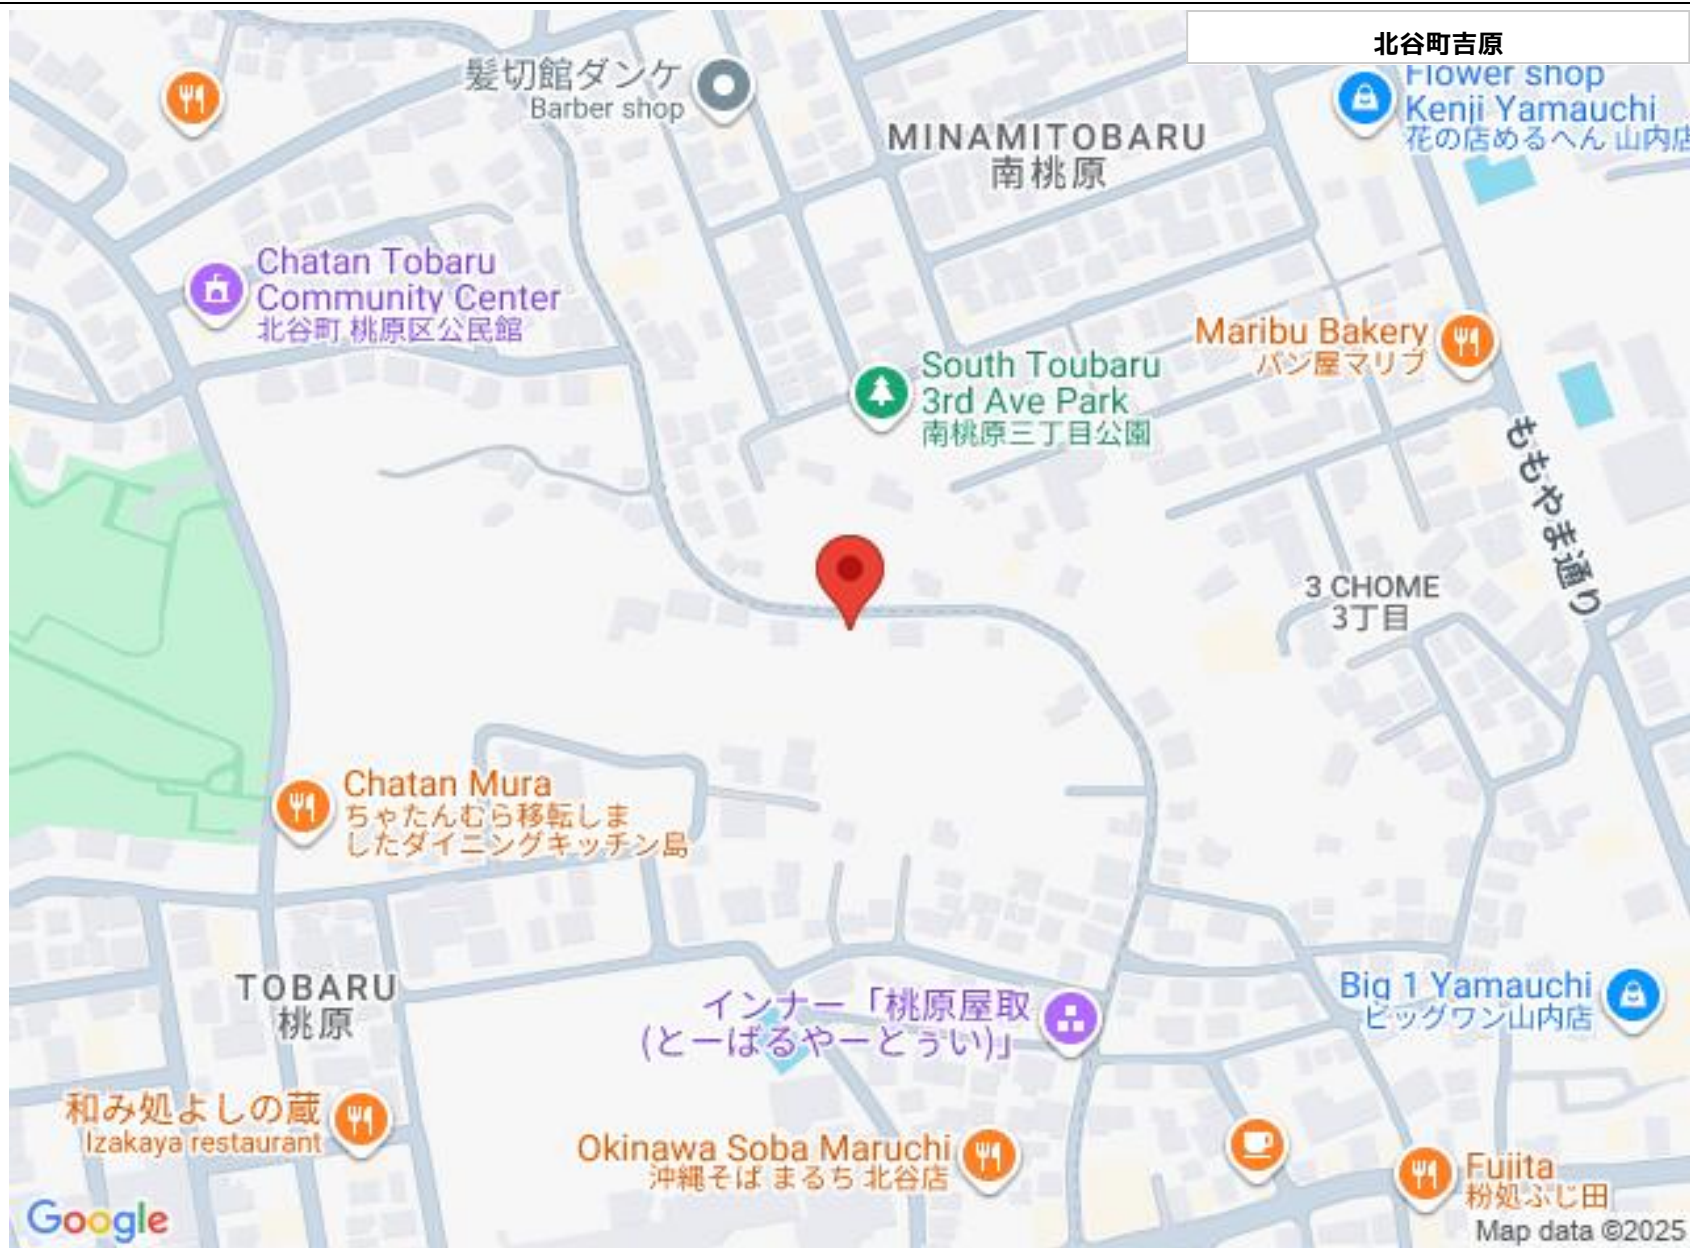 北谷町吉原
髪切館ダンケ
Barber shop
Flower shop
Kenji Yamauchi
花の店めるへん 山内店
MINAMITOBARU
南桃原
Chatan Tobaru
Community Center
北谷町 桃原区公民館
Maribu Bakery
パン屋マリブ
South Toubaru
3rd Ave Park
南桃原三丁目公園
ももやま通り
3 CHOME
3丁目
Chatan Mura
ちゃたんむら移転しま
したダイニングキッチン島
TOBARU
桃原
インナー「桃原屋取
(とーばるやーとぅい)」
Big 1 Yamauchi
ビッグワン山内店
和み処よしの蔵
Izakaya restaurant
Okinawa Soba Maruchi
沖縄そば まるち 北谷店
Fujita
粉処ふじ田
Google
Map data ©2025